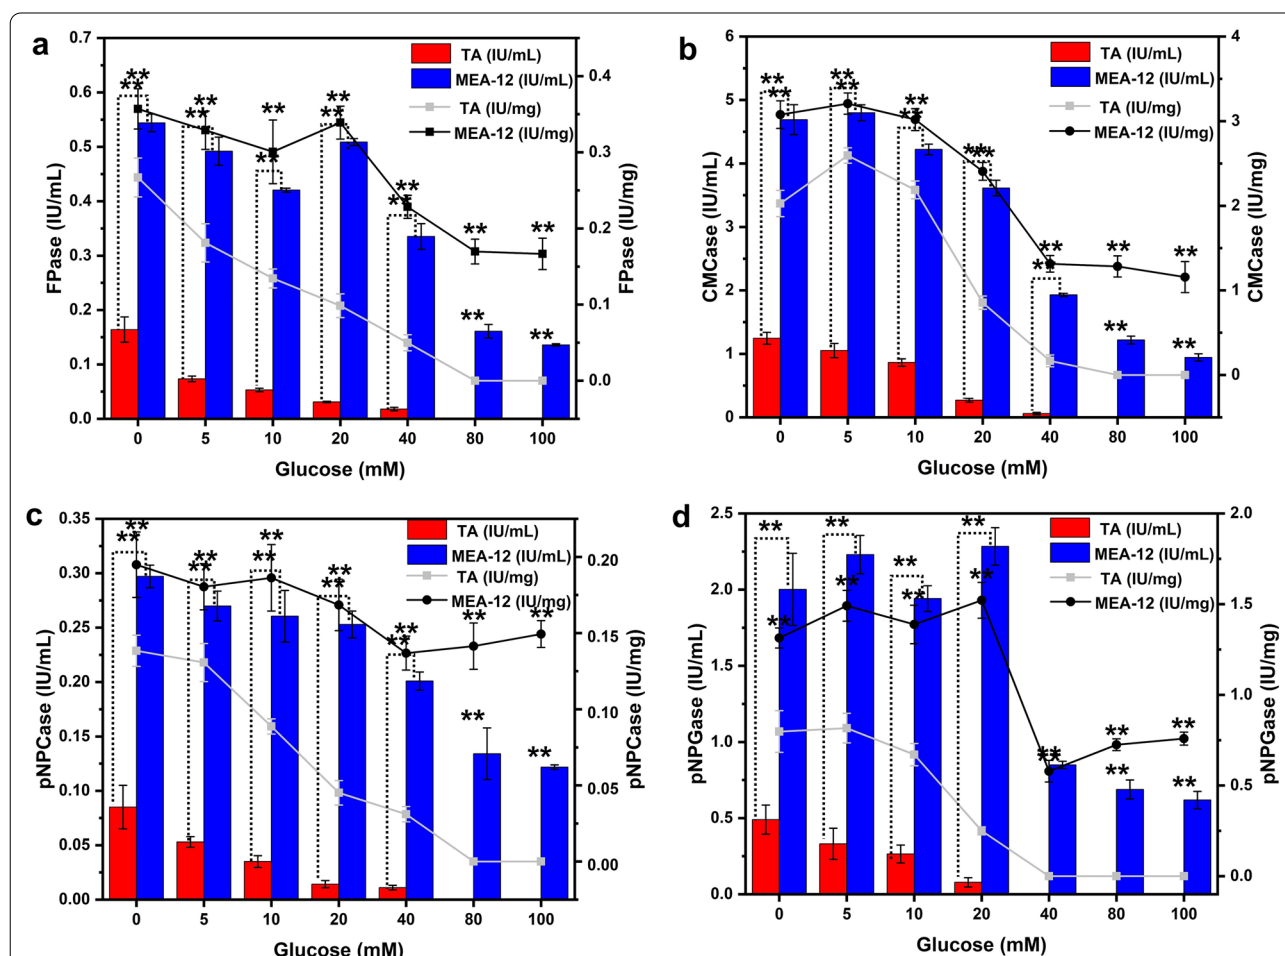 a
TA (IU/mL)
MEA-12 (IU/mL)
TA (IU/mg)
MEA-12 (IU/mg)
FPase (IU/mL)
0.7
0.6
0.5
0.4
0.3
0.2
0.1
0.0
FPase (IU/mg)
0.4
0.3
0.2
0.1
0.0
** ** ** ** ** ** ** ** ** ** ** ** ** **
0 5 10 20 40 80 100
Glucose (mM)
b
TA (IU/mL)
MEA-12 (IU/mL)
TA (IU/mg)
MEA-12 (IU/mg)
CMCase (IU/mL)
6
5
4
3
2
1
0
CMCase (IU/mg)
4
3
2
1
0
** ** ** ** ** ** ** ** ** ** ** ** ** **
0 5 10 20 40 80 100
Glucose (mM)
c
TA (IU/mL)
MEA-12 (IU/mL)
TA (IU/mg)
MEA-12 (IU/mg)
pNPCase (IU/mL)
0.35
0.30
0.25
0.20
0.15
0.10
0.05
0.00
pNPCase (IU/mg)
0.20
0.15
0.10
0.05
0.00
** ** ** ** ** ** ** ** ** ** ** ** ** **
0 5 10 20 40 80 100
Glucose (mM)
d
TA (IU/mL)
MEA-12 (IU/mL)
TA (IU/mg)
MEA-12 (IU/mg)
pNPGase (IU/mL)
2.5
2.0
1.5
1.0
0.5
0.0
pNPGase (IU/mg)
2.0
1.5
1.0
0.5
0.0
** ** ** ** ** ** ** ** ** ** ** ** ** **
0 5 10 20 40 80 100
Glucose (mM)